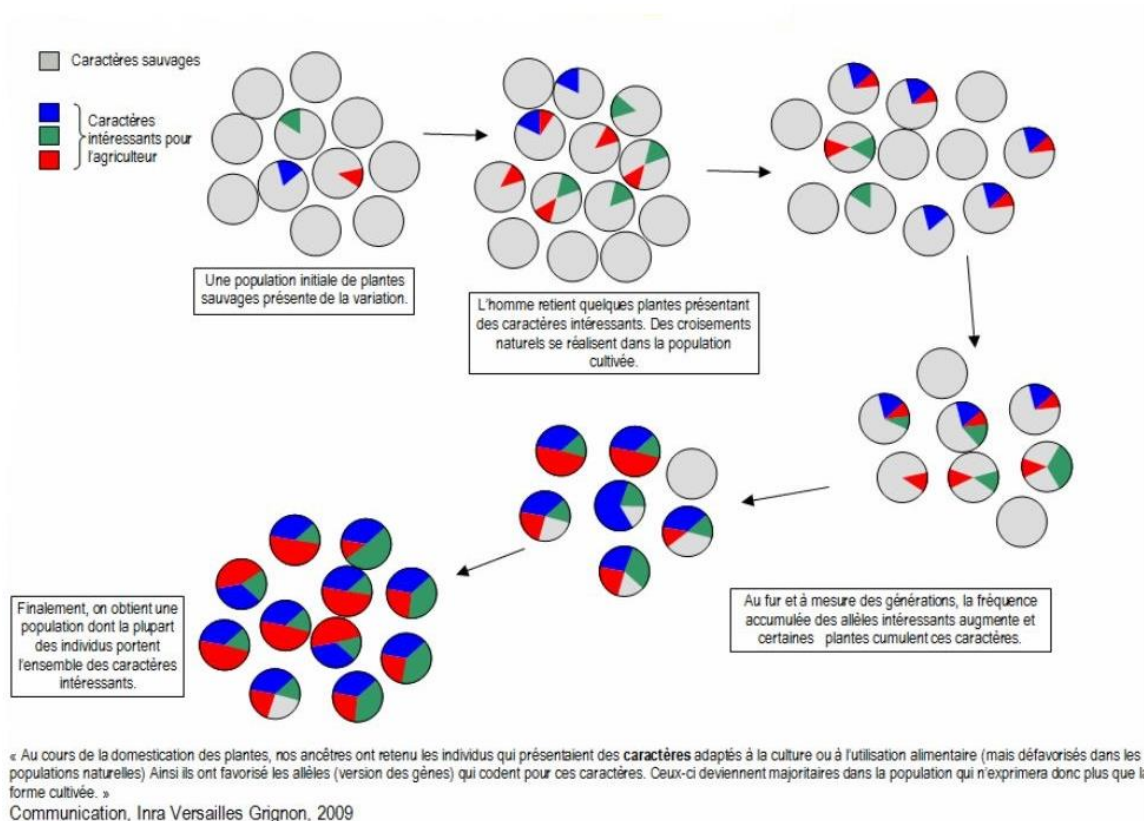 Caractères sauvages
Caractères
intéressants pour
l'agriculteur
Une population initiale de plantes
sauvages présente de la variation.
L'homme retient quelques plantes présentant
des caractères intéressants. Des croisements
naturels se réalisent dans la population
cultivée.
Au fur et à mesure des générations, la fréquence
accumulée des allèles intéressants augmente et
certaines plantes cumulent ces caractères.
Finalement, on obtient une
population dont la plupart
des individus portent
l'ensemble des caractères
intéressants.
« Au cours de la domestication des plantes, nos ancêtres ont retenu les individus qui présentaient des caractères adaptés à la culture ou à l'utilisation alimentaire (mais défavorisés dans les
populations naturelles) Ainsi ils ont favorisé les allèles (version des gènes) qui codent pour ces caractères. Ceux-ci deviennent majoritaires dans la population qui n'exprimera donc plus que la
forme cultivée. »
Communication, Inra Versailles Grignon, 2009